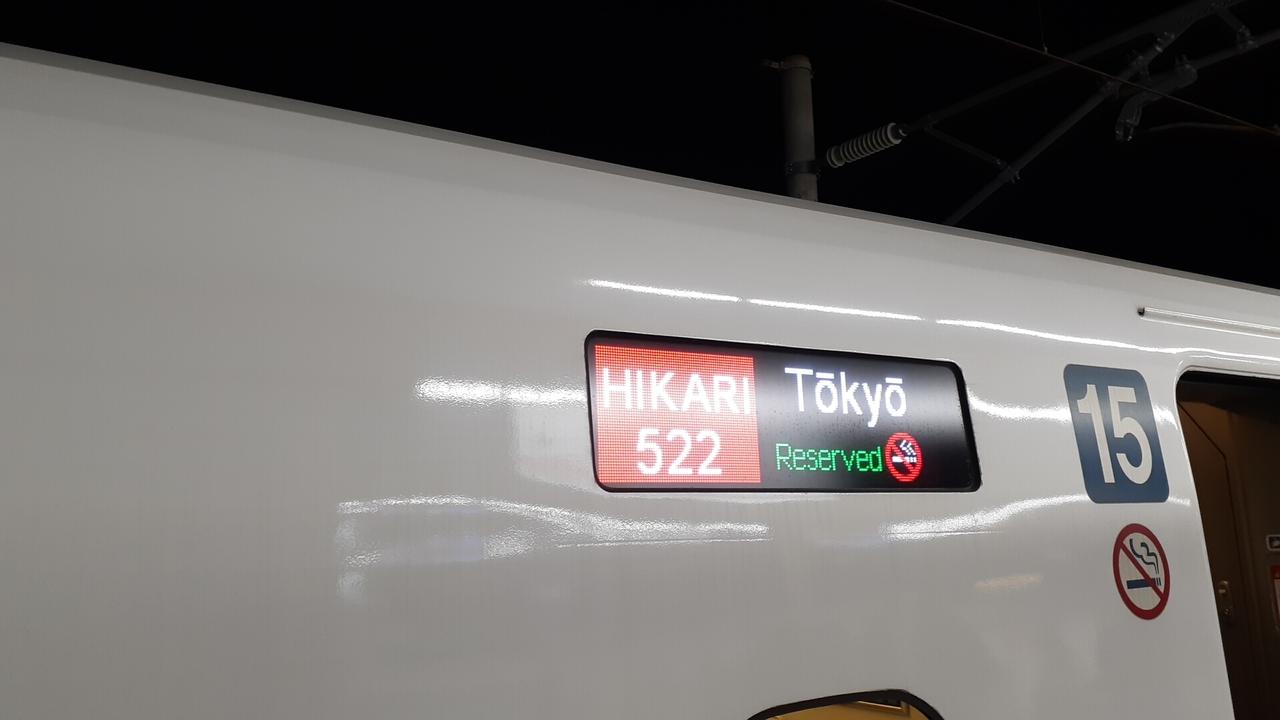 HIKARI
522
Tōkyō
Reserved
15